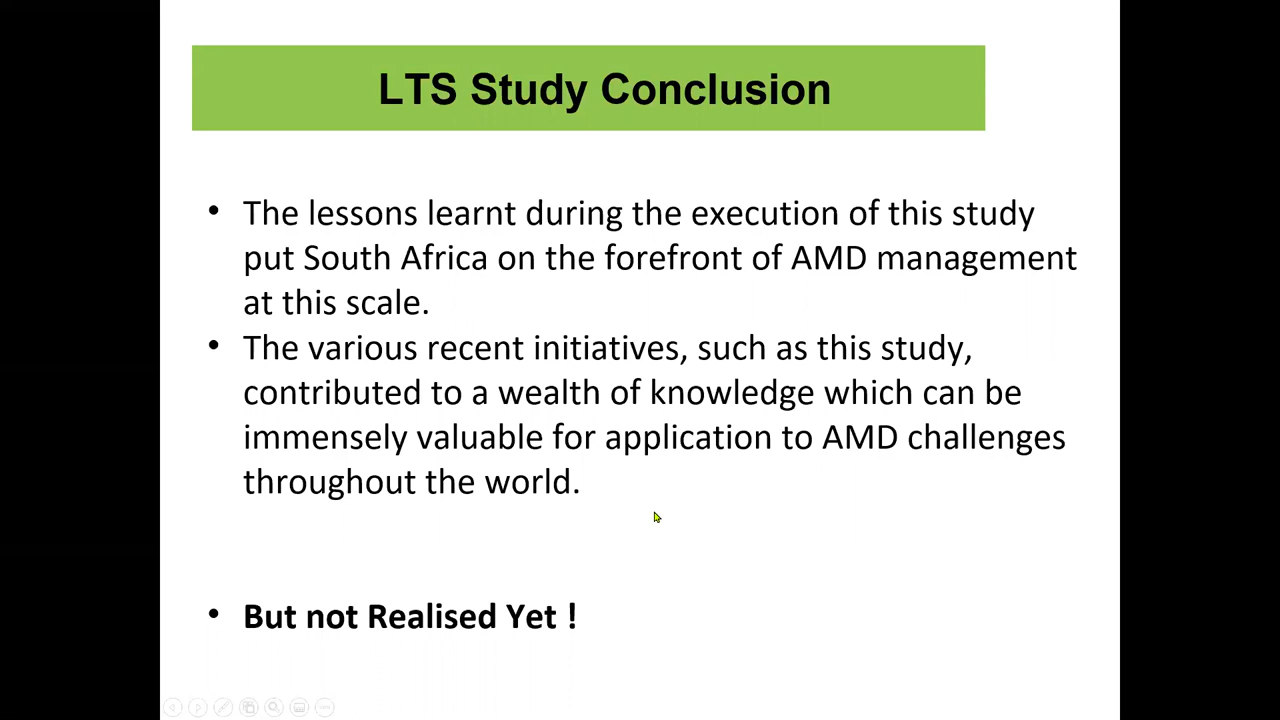 LTS Study Conclusion
• The lessons learnt during the execution of this study
put South Africa on the forefront of AMD management
at this scale.
• The various recent initiatives, such as this study,
contributed to a wealth of knowledge which can be
immensely valuable for application to AMD challenges
throughout the world.
• But not Realised Yet !